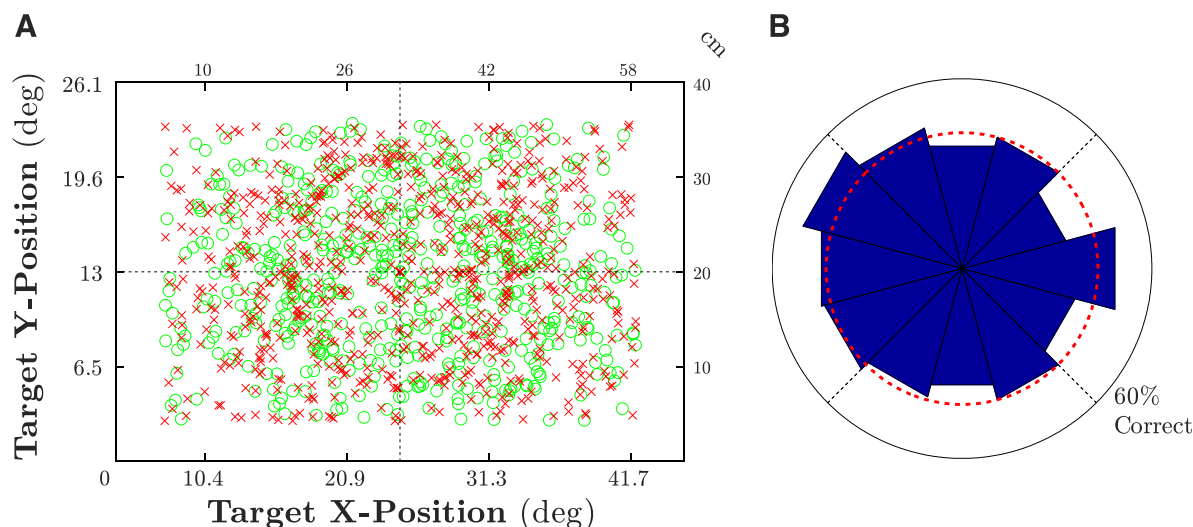 A
B
cm
10 26 42 58
26.1
19.6
13
6.5
0
40
30
20
10
10.4 20.9 31.3 41.7
Target Y-Position (deg)
Target X-Position (deg)
60%
Correct